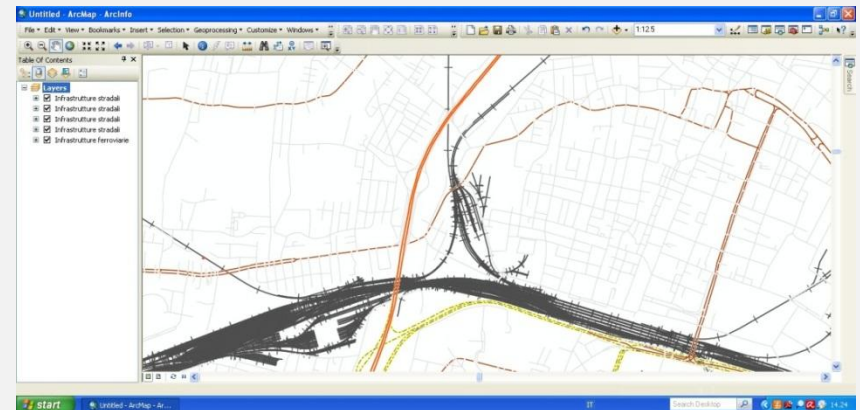 Untitled - ArcMap - ArcInfo
File Edit View Bookmarks Insert Selection Geoprocessing Customize Windows
1:12.5
Table Of Contents
Layers
Infrastrutture stradali
Infrastrutture stradali
Infrastrutture stradali
Infrastrutture stradali
Infrastrutture ferroviarie
Search
start
Untitled - ArcMap - Ar...
IT
Search Desktop
14.24